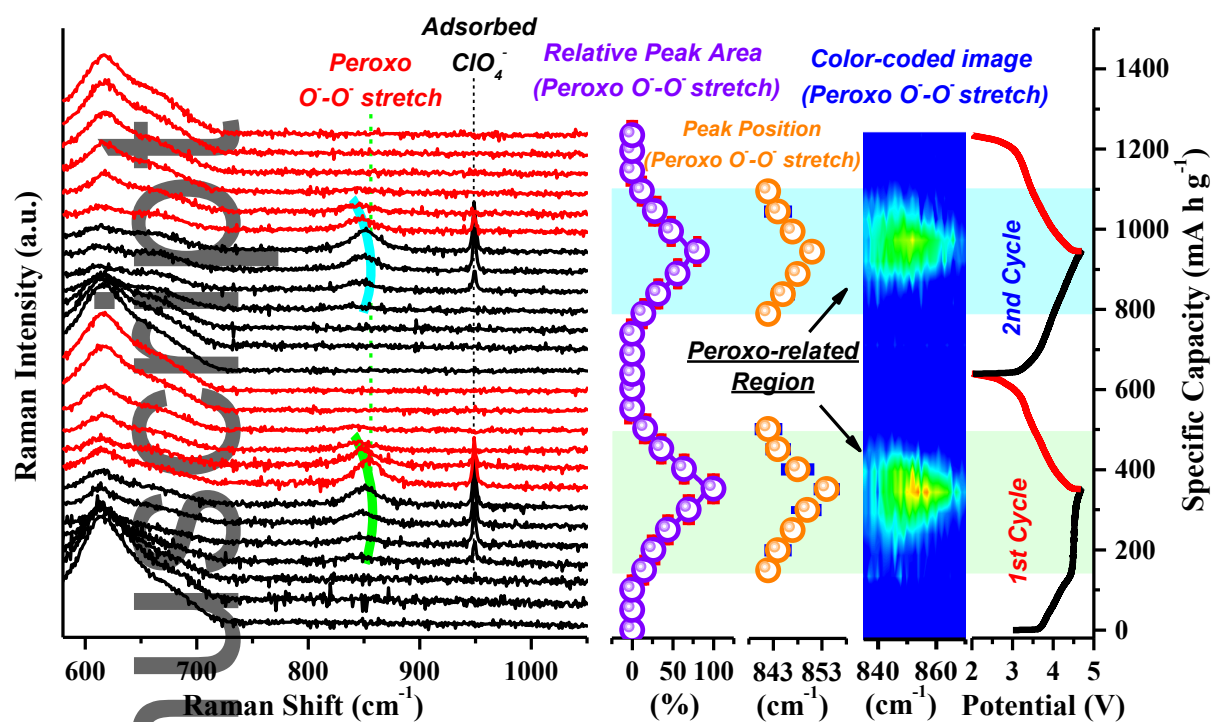 Adsorbed
ClO4-
Peroxo
O⁻-O⁻ stretch
Relative Peak Area
(Peroxo O⁻-O⁻ stretch)
Color-coded image
(Peroxo O⁻-O⁻ stretch)
Peak Position
(Peroxo O⁻-O⁻ stretch)
Peroxo-related
Region
2nd Cycle
1st Cycle
Raman Intensity (a.u.)
Specific Capacity (mA h g-1)
1400
1200
1000
800
600
400
200
0
600 700 800 900 1000
0 50 100
843 853
840 860
2 3 4 5
Raman Shift (cm-1)
(%)
(cm-1)
(cm-1)
Potential (V)